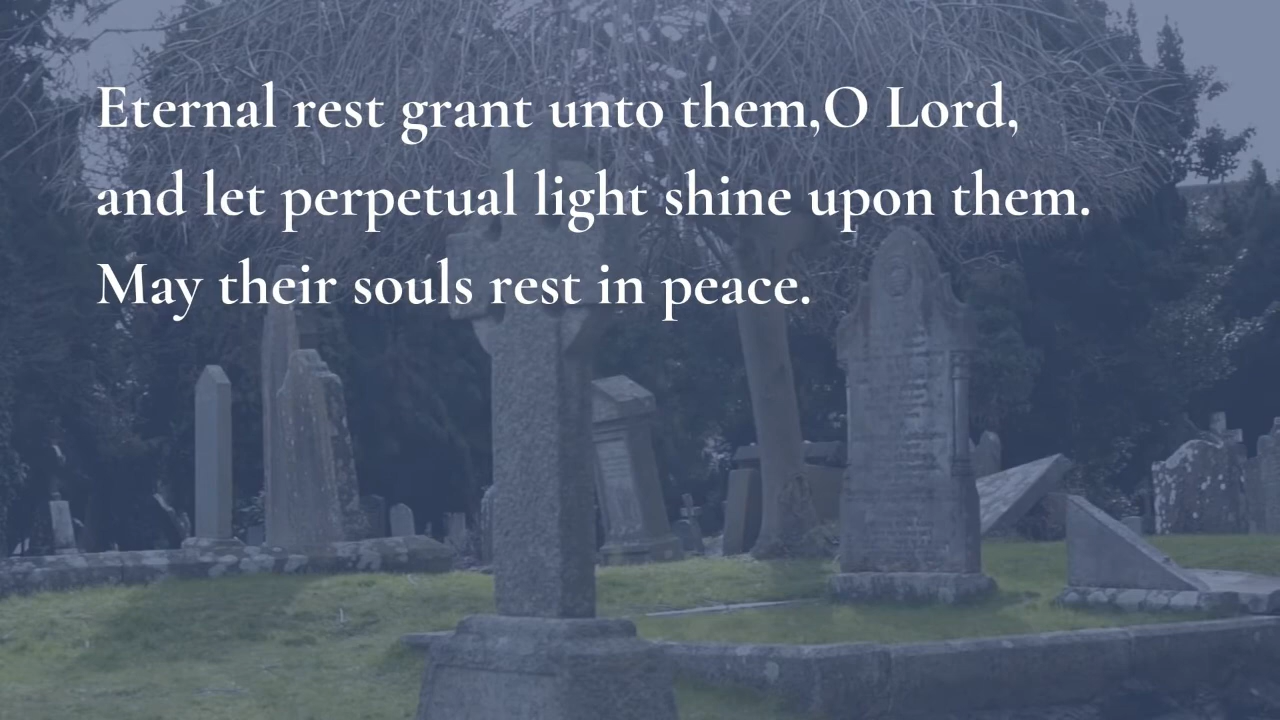 Eternal rest grant unto them,O Lord,
and let perpetual light shine upon them.
May their souls rest in peace.